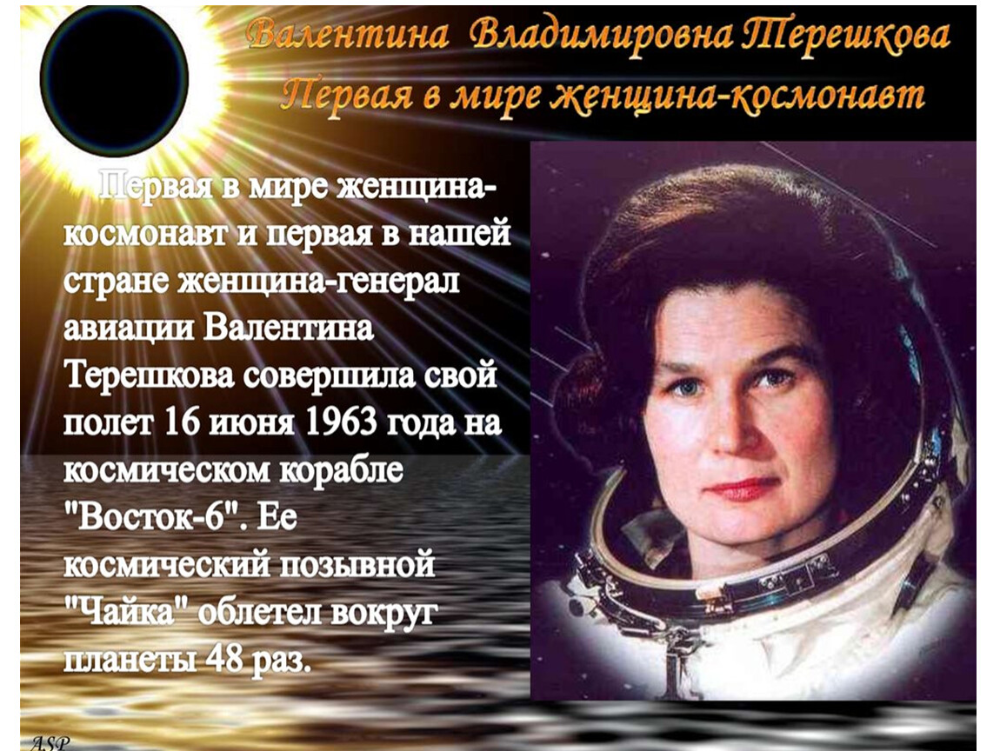 Валентина Владимировна Терешкова
Первая в мире женщина-космонавт
Первая в мире женщина-
космонавт и первая в нашей
стране женщина-генерал
авиации Валентина
Терешкова совершила свой
полет 16 июня 1963 года на
космическом корабле
"Восток-6". Ее
космический позывной
"Чайка" облетел вокруг
планеты 48 раз.
ASP